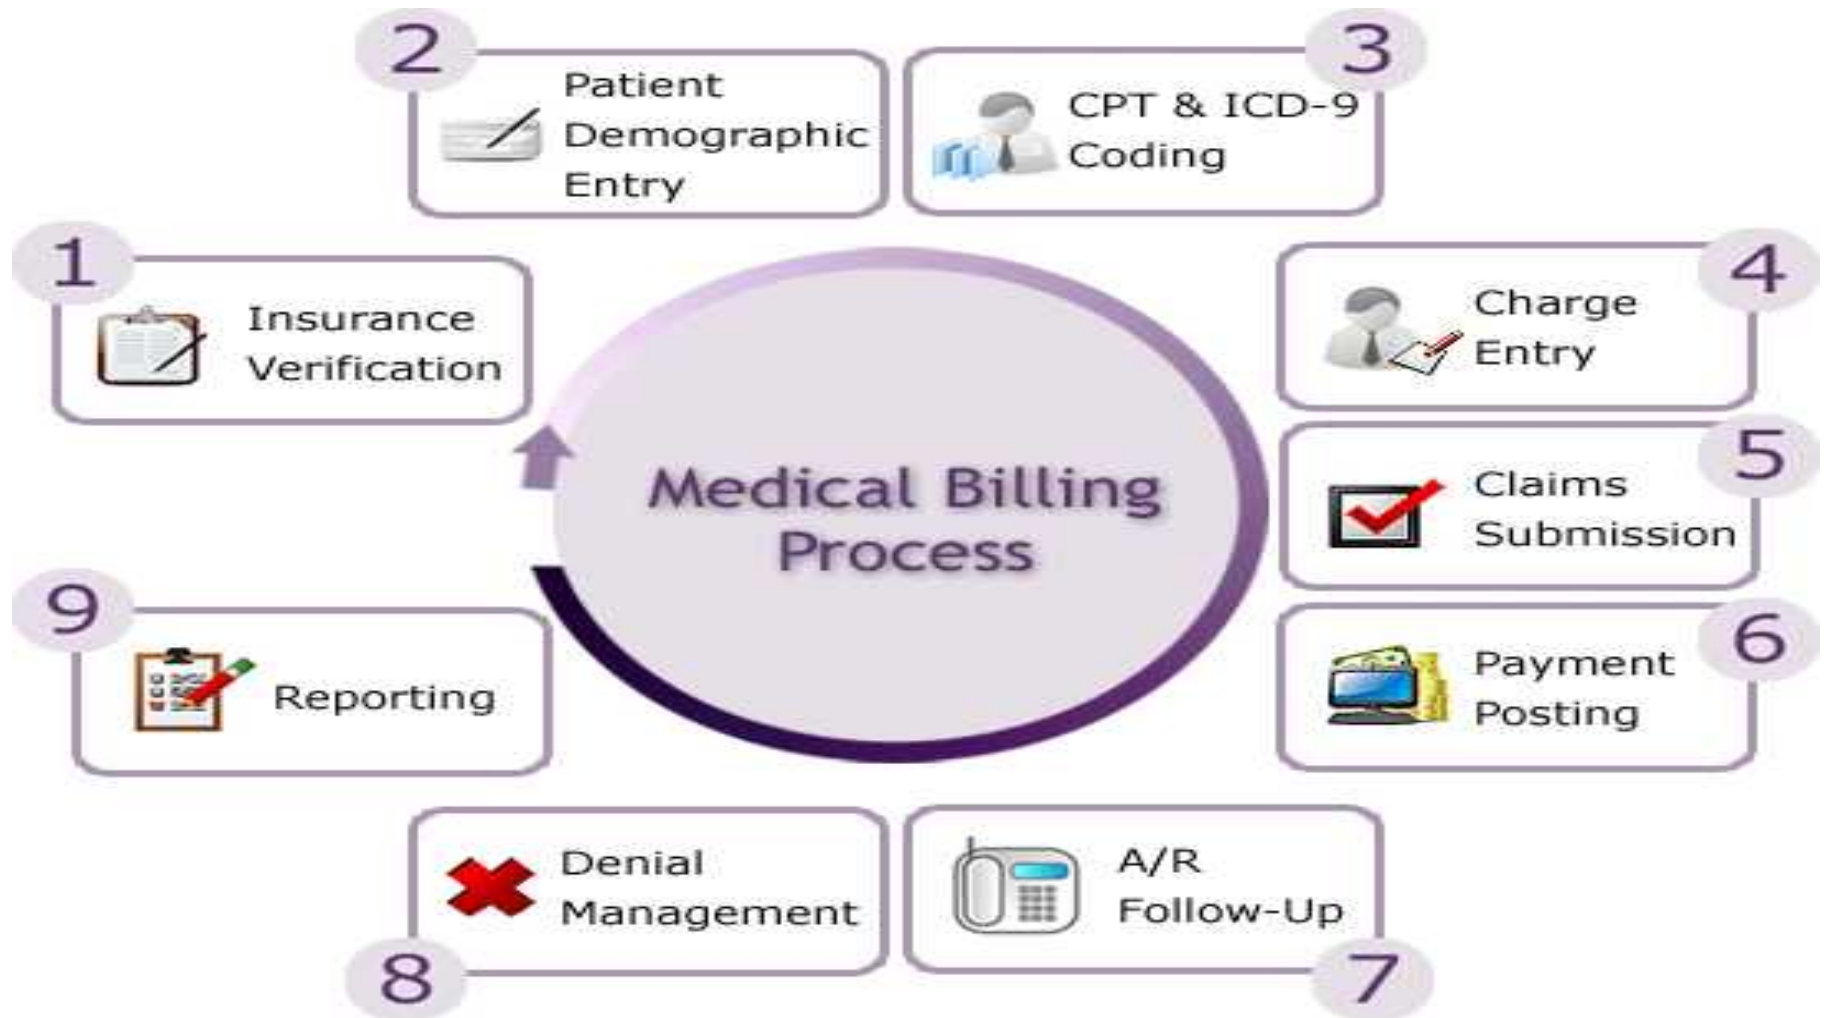 1
Insurance
Verification
2
Patient
Demographic
Entry
3
CPT & ICD-9
Coding
4
Charge
Entry
5
Claims
Submission
6
Payment
Posting
7
A/R
Follow-Up
8
Denial
Management
9
Reporting
Medical Billing
Process